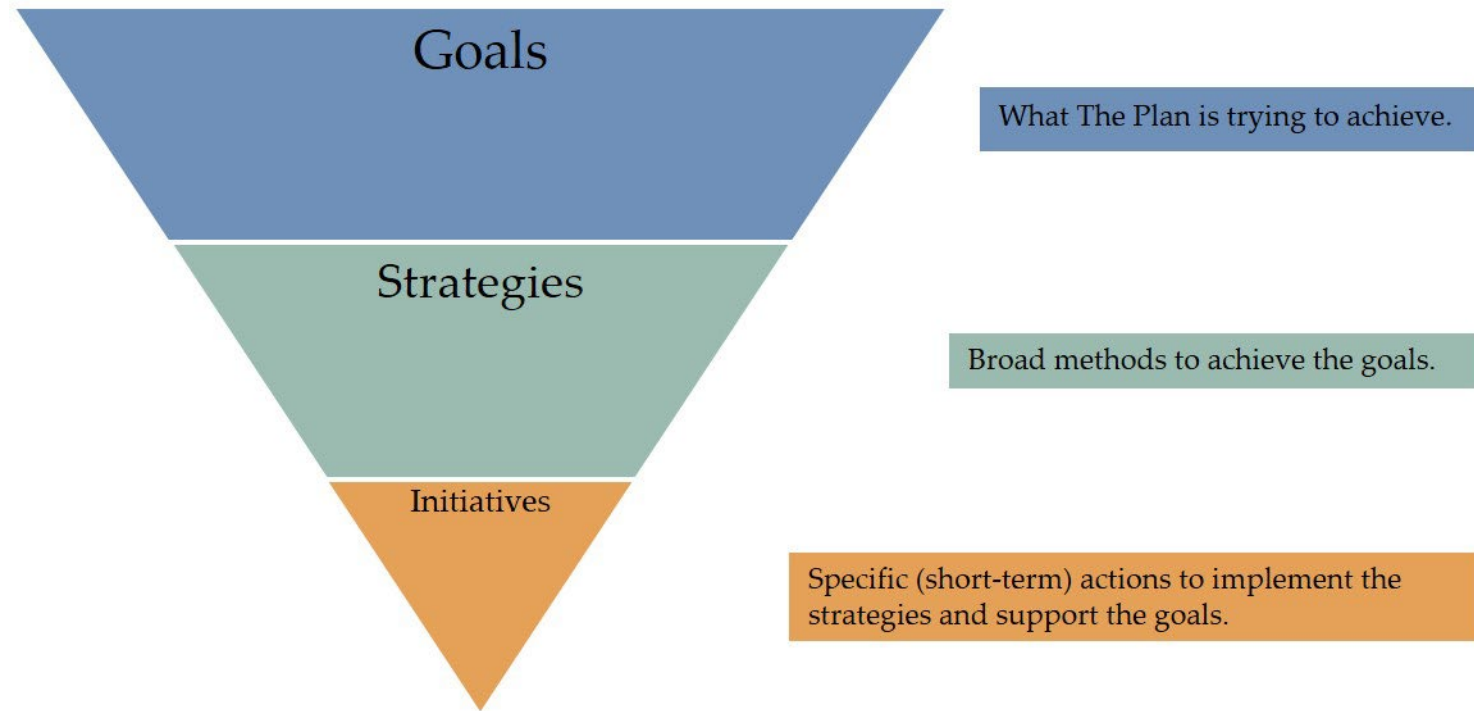 Goals
What The Plan is trying to achieve.
Strategies
Broad methods to achieve the goals.
Initiatives
Specific (short-term) actions to implement the
strategies and support the goals.